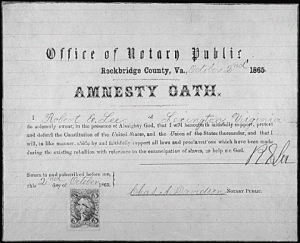 Office of Notary Public
Rockbridge County, Va., October 2nd 1865
AMNESTY OATH.
I Robert E. Lee of Lexington, Virginia
do solemnly swear, in the presence of Almighty God, that I will henceforth faithfully support, protect
and defend the Constitution of the United States, and the Union of the States thereunder, and that I
will, in like manner, abide by and faithfully support all laws and proclamations which have been made
during the existing rebellion with reference to the emancipation of slaves, so help me God.
R E Lee
Sworn to and subscribed before me,
this 2nd day of October 1865.
Chas. A. Davidson, NOTARY PUBLIC.